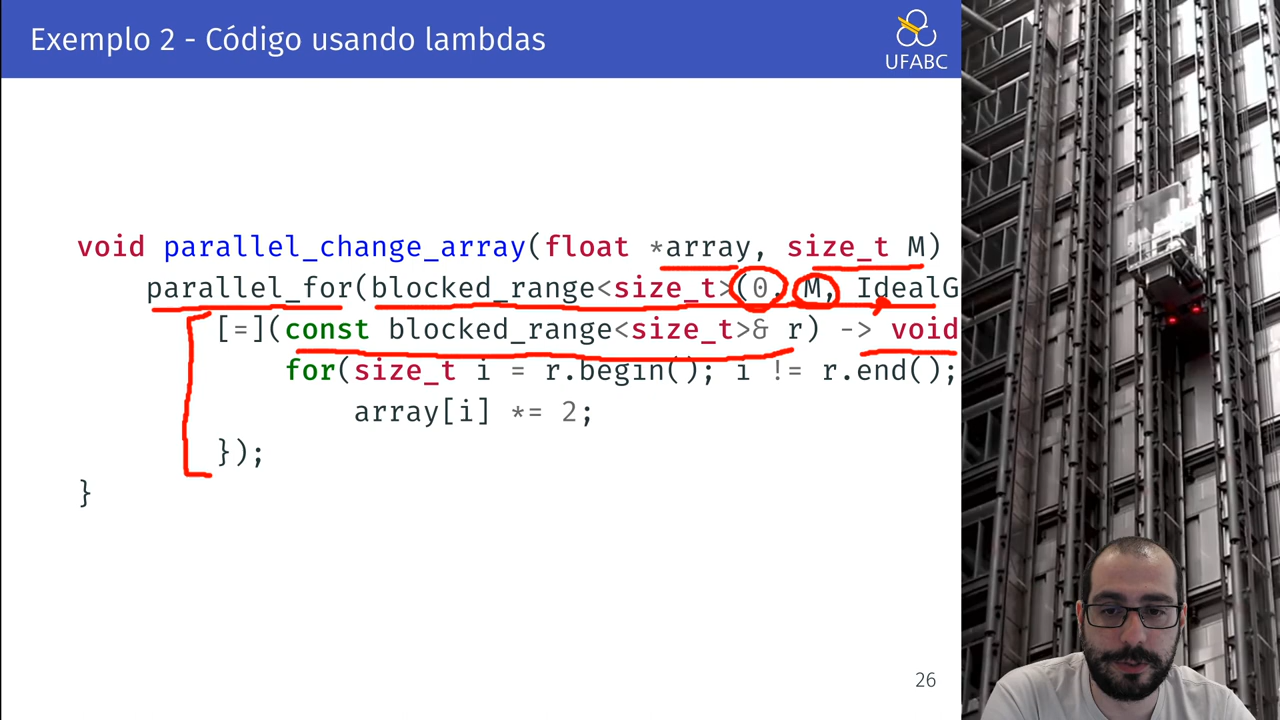 Exemplo 2 - Código usando lambdas
UFABC
void parallel_change_array(float *array, size_t M)
parallel_for(blocked_range<size_t>(0, M, IdealG
[=](const blocked_range<size_t>& r) -> void
for(size_t i = r.begin(); i != r.end();
array[i] *= 2;
});
}
26